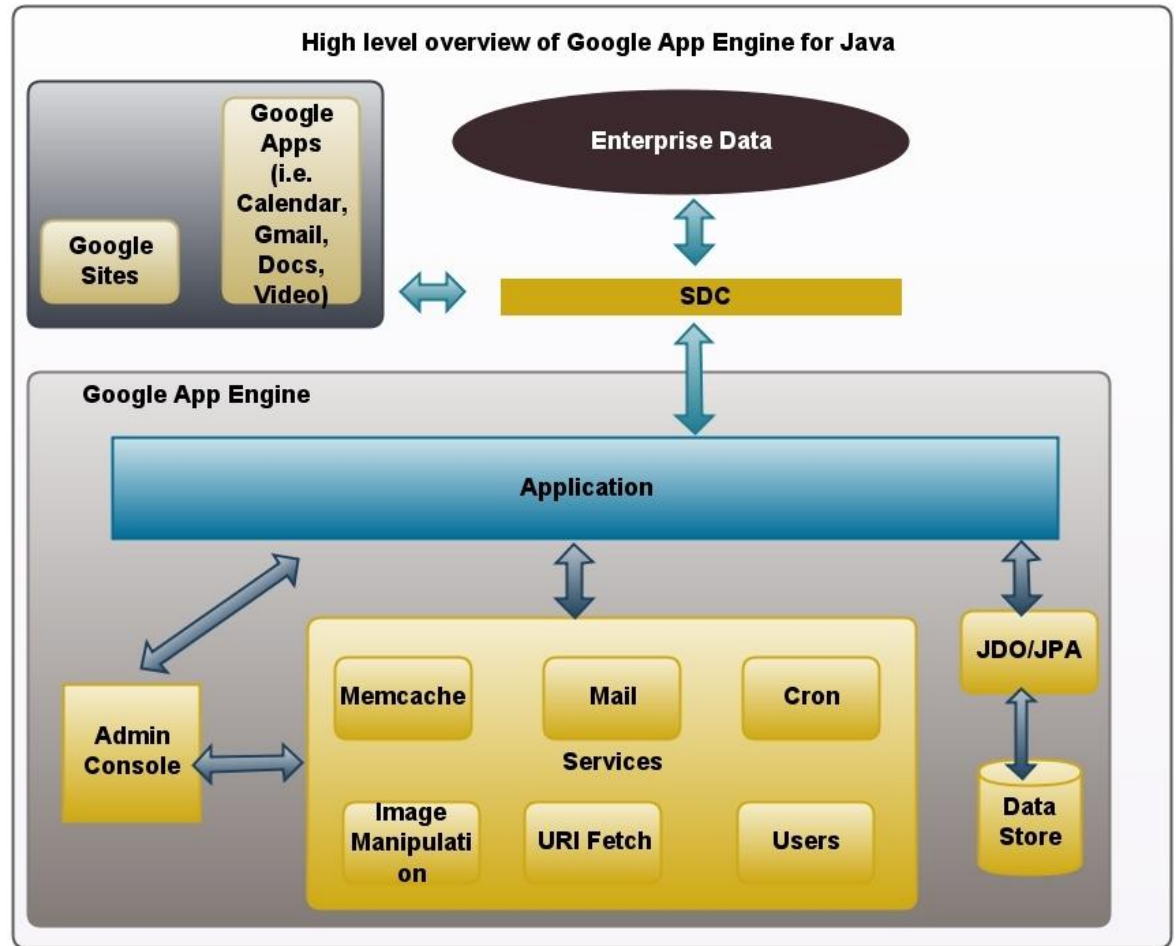 High level overview of Google App Engine for Java
Google
Apps
(i.e.
Calendar,
Gmail,
Docs,
Video)
Google
Sites
Enterprise Data
SDC
Google App Engine
Application
JDO/JPA
Memcache
Mail
Cron
Admin
Console
Services
Image
Manipulati
on
URI Fetch
Users
Data
Store